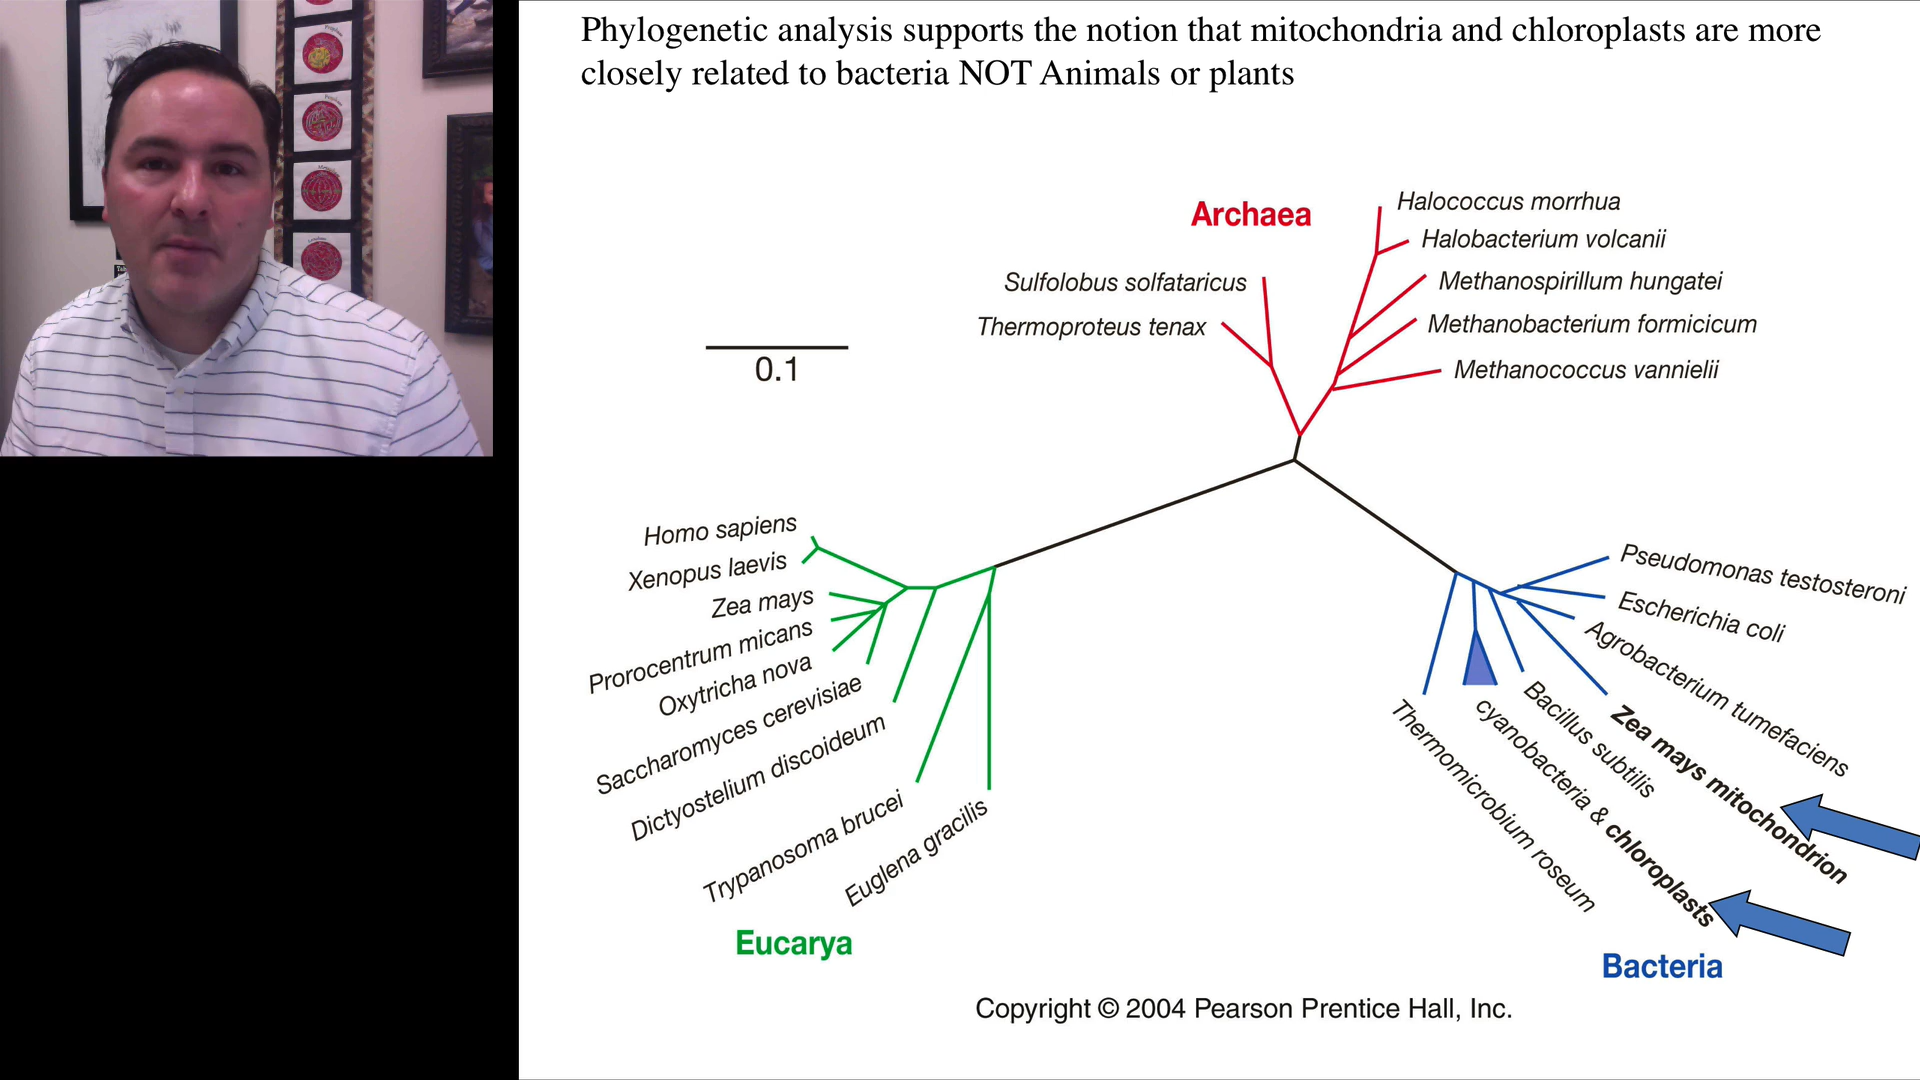 Phylogenetic analysis supports the notion that mitochondria and chloroplasts are more
closely related to bacteria NOT Animals or plants
Archaea
Halococcus morrhua
Halobacterium volcanii
Sulfolobus solfataricus
Methanospirillum hungatei
Thermoproteus tenax
Methanobacterium formicicum
0.1
Methanococcus vannielii
Homo sapiens
Xenopus laevis
Zea mays
Prorocentrum micans
Oxytricha nova
Saccharomyces cerevisiae
Dictyostelium discoideum
Trypanosoma brucei
Euglena gracilis
Eucarya
Pseudomonas testosteroni
Escherichia coli
Agrobacterium tumefaciens
Zea mays mitochondrion
Bacillus subtilis
cyanobacteria & chloroplasts
Thermomicrobium roseum
Bacteria
Copyright © 2004 Pearson Prentice Hall, Inc.